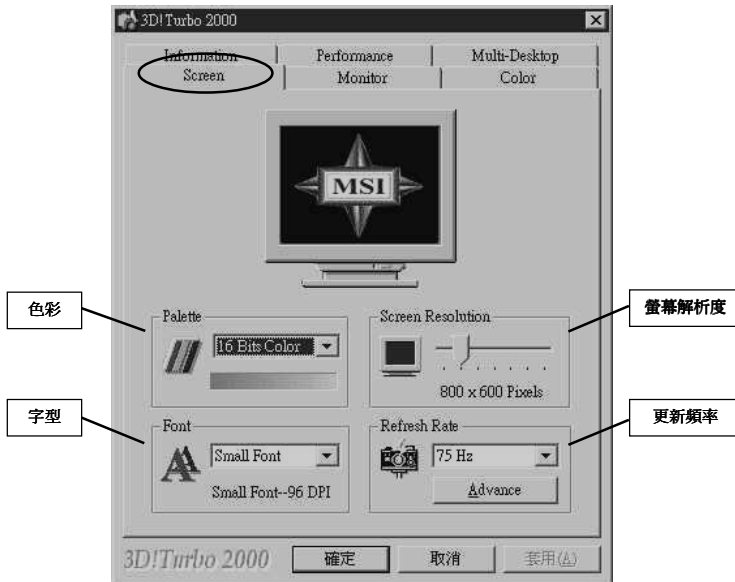 3D!Turbo 2000
Information Performance Multi-Desktop
Screen Monitor Color
MSI
色彩
螢幕解析度
Palette
16 Bits Color
Screen Resolution
800 x 600 Pixels
字型
更新頻率
Font
Small Font
Small Font--96 DPI
Refresh Rate
75 Hz
Advance
3D!Turbo 2000 確定 取消 套用(A)